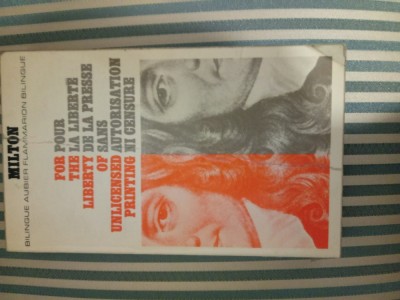 MILTON
BILINGUE AUBIER FLAMMARION BILINGUE
FOR POUR
THE LA LIBERTE
LIBERTY DE LA PRESSE
OF SANS
UNLICENSED AUTORISATION
PRINTING NI CENSURE